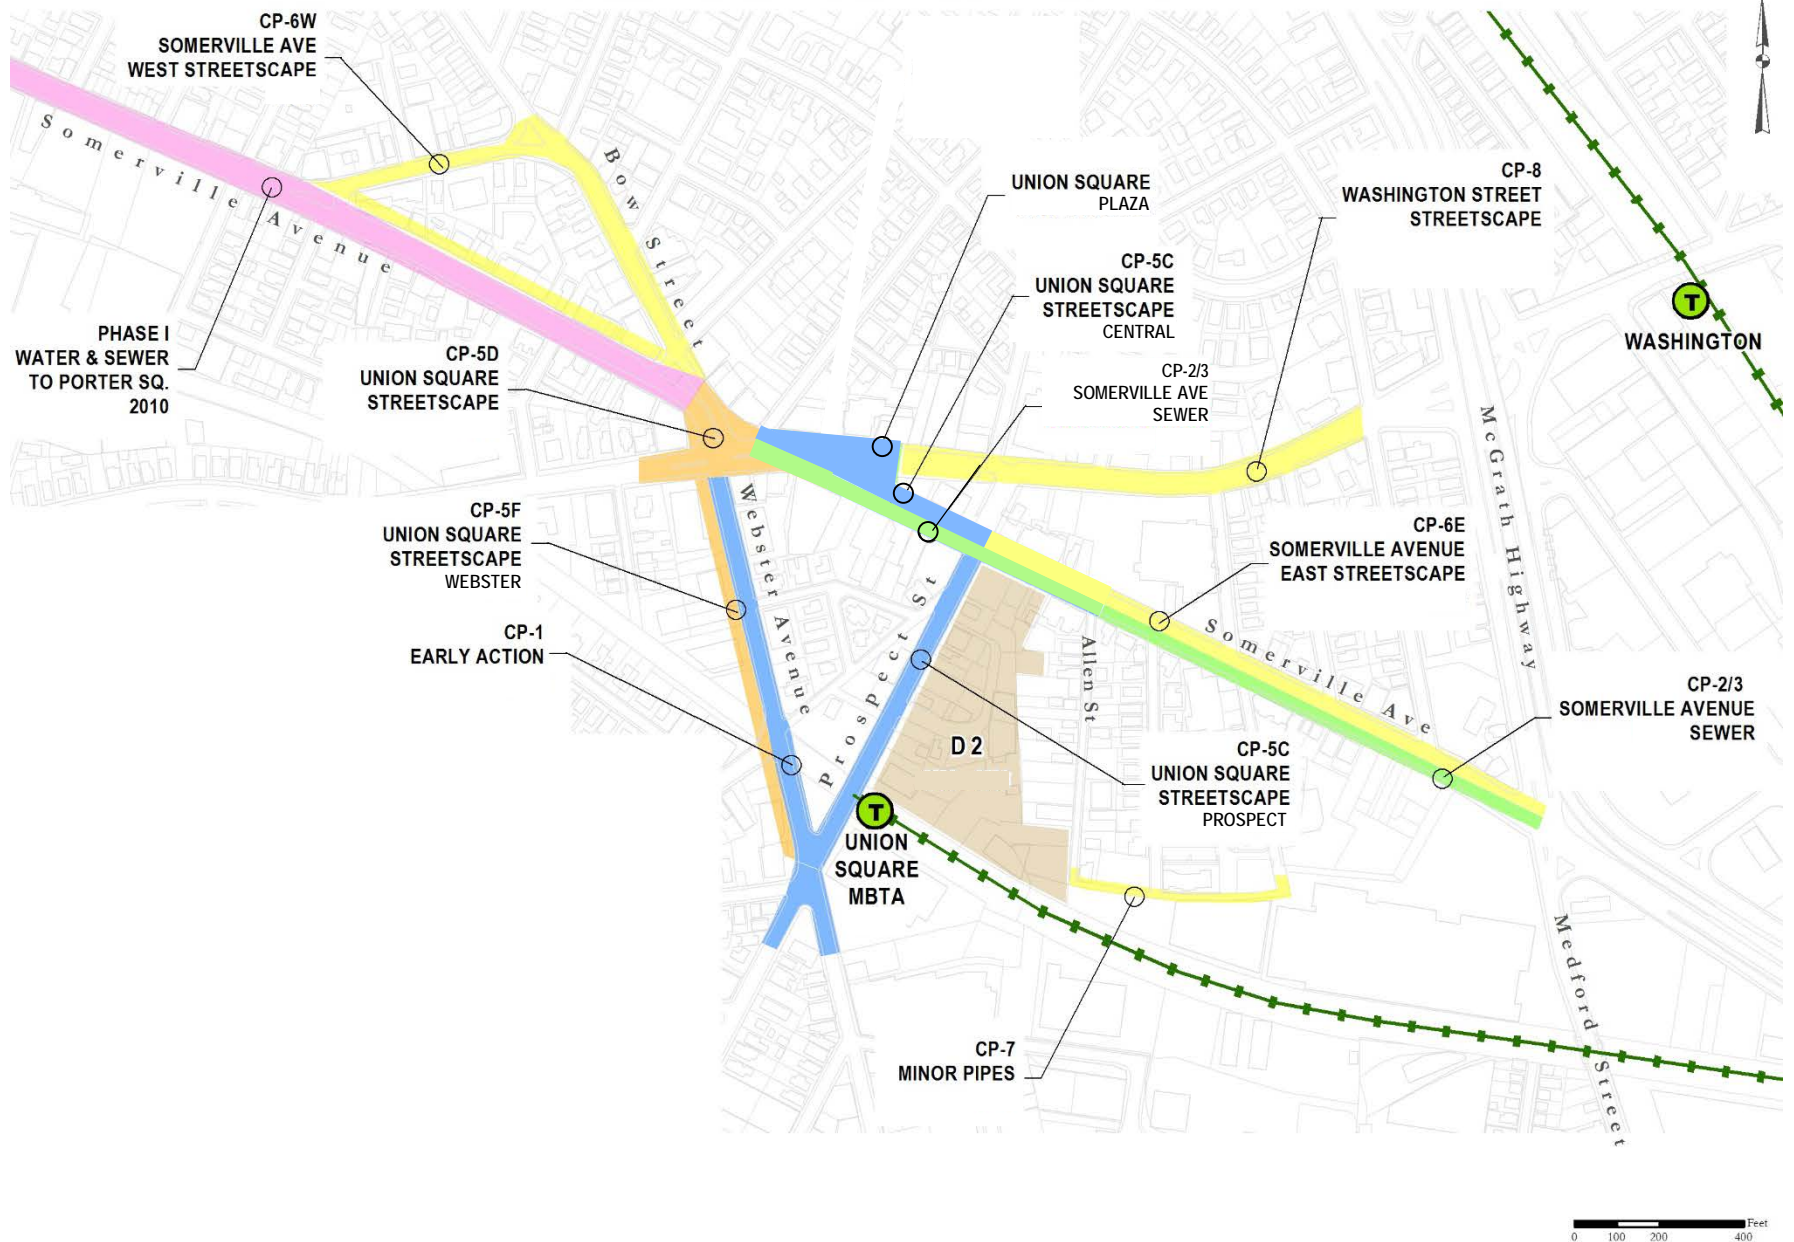 CP-6W
SOMERVILLE AVE
WEST STREETSCAPE
Somerville Avenue
Bow Street
UNION SQUARE
PLAZA
CP-8
WASHINGTON STREET
STREETSCAPE
CP-5C
UNION SQUARE
STREETSCAPE
CENTRAL
T
WASHINGTON
PHASE I
WATER & SEWER
TO PORTER SQ.
2010
CP-5D
UNION SQUARE
STREETSCAPE
CP-2/3
SOMERVILLE AVE
SEWER
McGrath Highway
CP-5F
UNION SQUARE
STREETSCAPE
WEBSTER
Webster Avenue
Prospect St
CP-6E
SOMERVILLE AVENUE
EAST STREETSCAPE
CP-1
EARLY ACTION
Allen St
Somerville Ave
CP-2/3
SOMERVILLE AVENUE
SEWER
D2
CP-5C
UNION SQUARE
STREETSCAPE
PROSPECT
T
UNION
SQUARE
MBTA
Medford Street
CP-7
MINOR PIPES
Feet
0 100 200 400